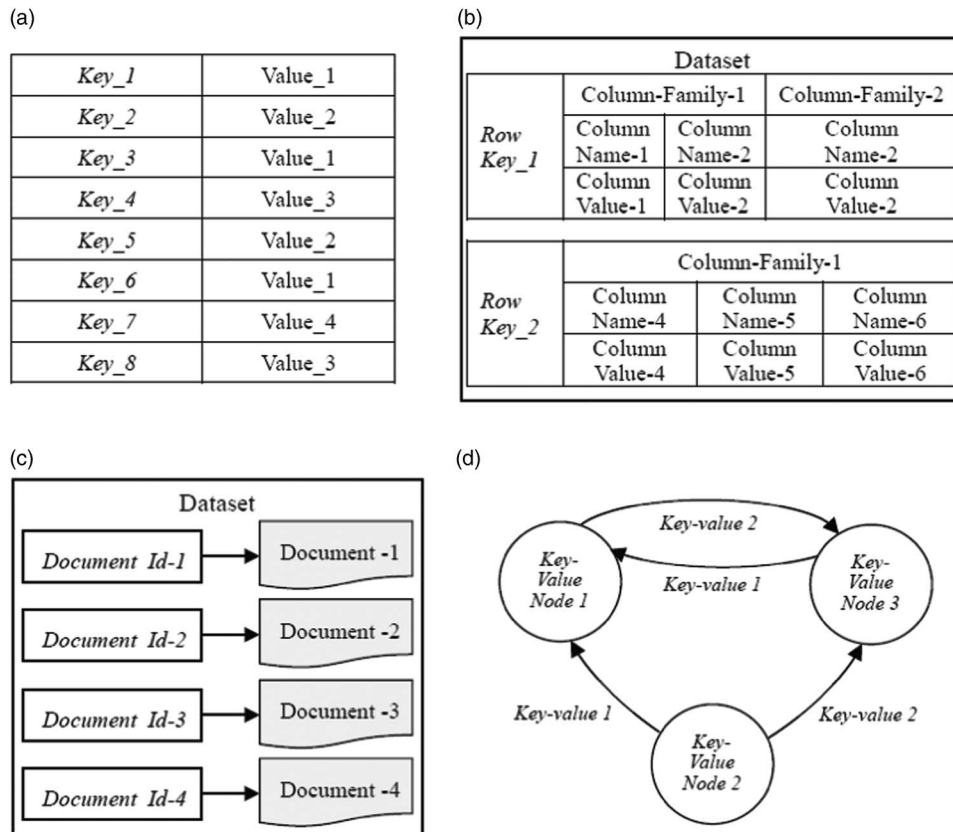 (a)
Key_1 Value_1
Key_2 Value_2
Key_3 Value_1
Key_4 Value_3
Key_5 Value_2
Key_6 Value_1
Key_7 Value_4
Key_8 Value_3
(b)
Dataset
Row
Key_1
Column-Family-1 Column-Family-2
Column Column Column
Name-1 Name-2 Name-2
Column Column Column
Value-1 Value-2 Value-2
Row
Key_2
Column-Family-1
Column Column Column
Name-4 Name-5 Name-6
Column Column Column
Value-4 Value-5 Value-6
(c)
Dataset
Document Id-1 Document -1
Document Id-2 Document -2
Document Id-3 Document -3
Document Id-4 Document -4
(d)
Key-value 2
Key-
Value
Node 1
Key-value 1
Key-
Value
Node 3
Key-value 1
Key-value 2
Key-
Value
Node 2